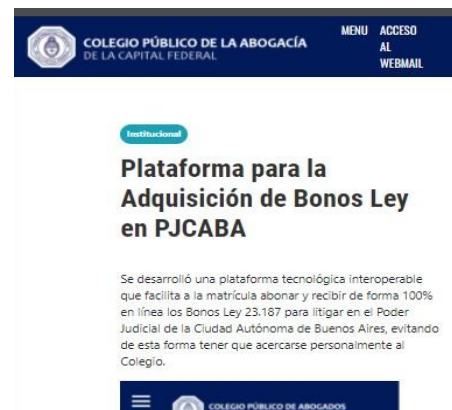 COLEGIO PÚBLICO DE LA ABOGACÍA
DE LA CAPITAL FEDERAL
MENU
ACCESO
AL
WEBMAIL
Institucional
Plataforma para la
Adquisición de Bonos Ley
en PJCABA
Se desarrolló una plataforma tecnológica interoperable
que facilita a la matrícula abonar y recibir de forma 100%
en línea los Bonos Ley 23.187 para litigar en el Poder
Judicial de la Ciudad Autónoma de Buenos Aires, evitando
de esta forma tener que acercarse personalmente al
Colegio.
COLEGIO PÚBLICO DE ABOGADOS